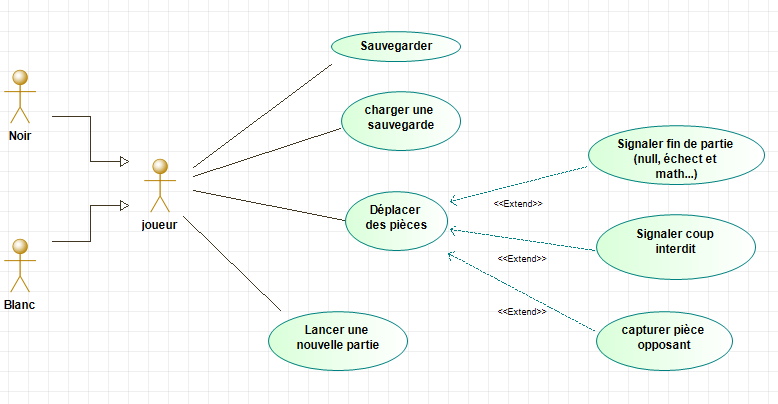 Sauvegarder
charger une
sauvegarde
Noir
Signaler fin de partie
(null, échect et
math...)
joueur
Déplacer
des pièces
<<Extend>>
Signaler coup
interdit
<<Extend>>
Blanc
<<Extend>>
Lancer une
nouvelle partie
capturer pièce
opposant